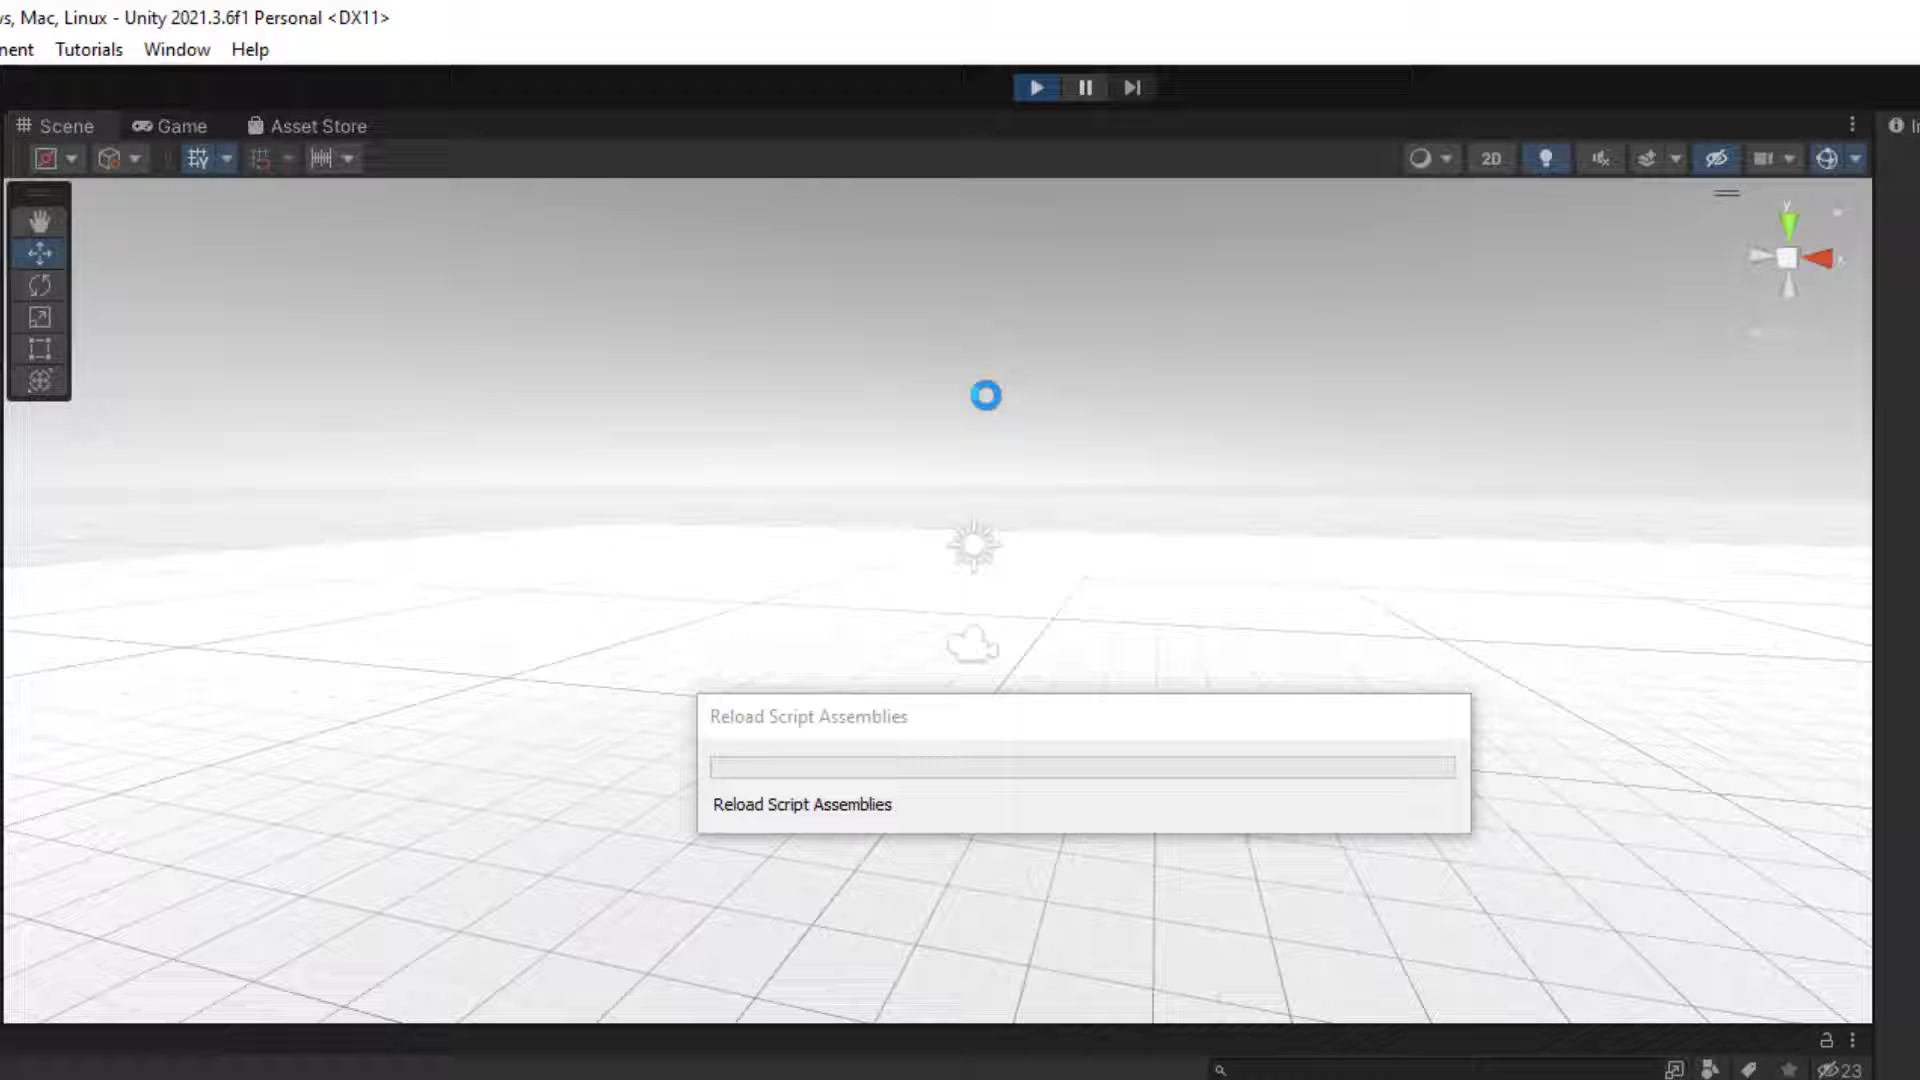 vs, Mac, Linux - Unity 2021.3.6f1 Personal <DX11>
nent Tutorials Window Help
Scene Game Asset Store
2D
y
x
Reload Script Assemblies
Reload Script Assemblies
23